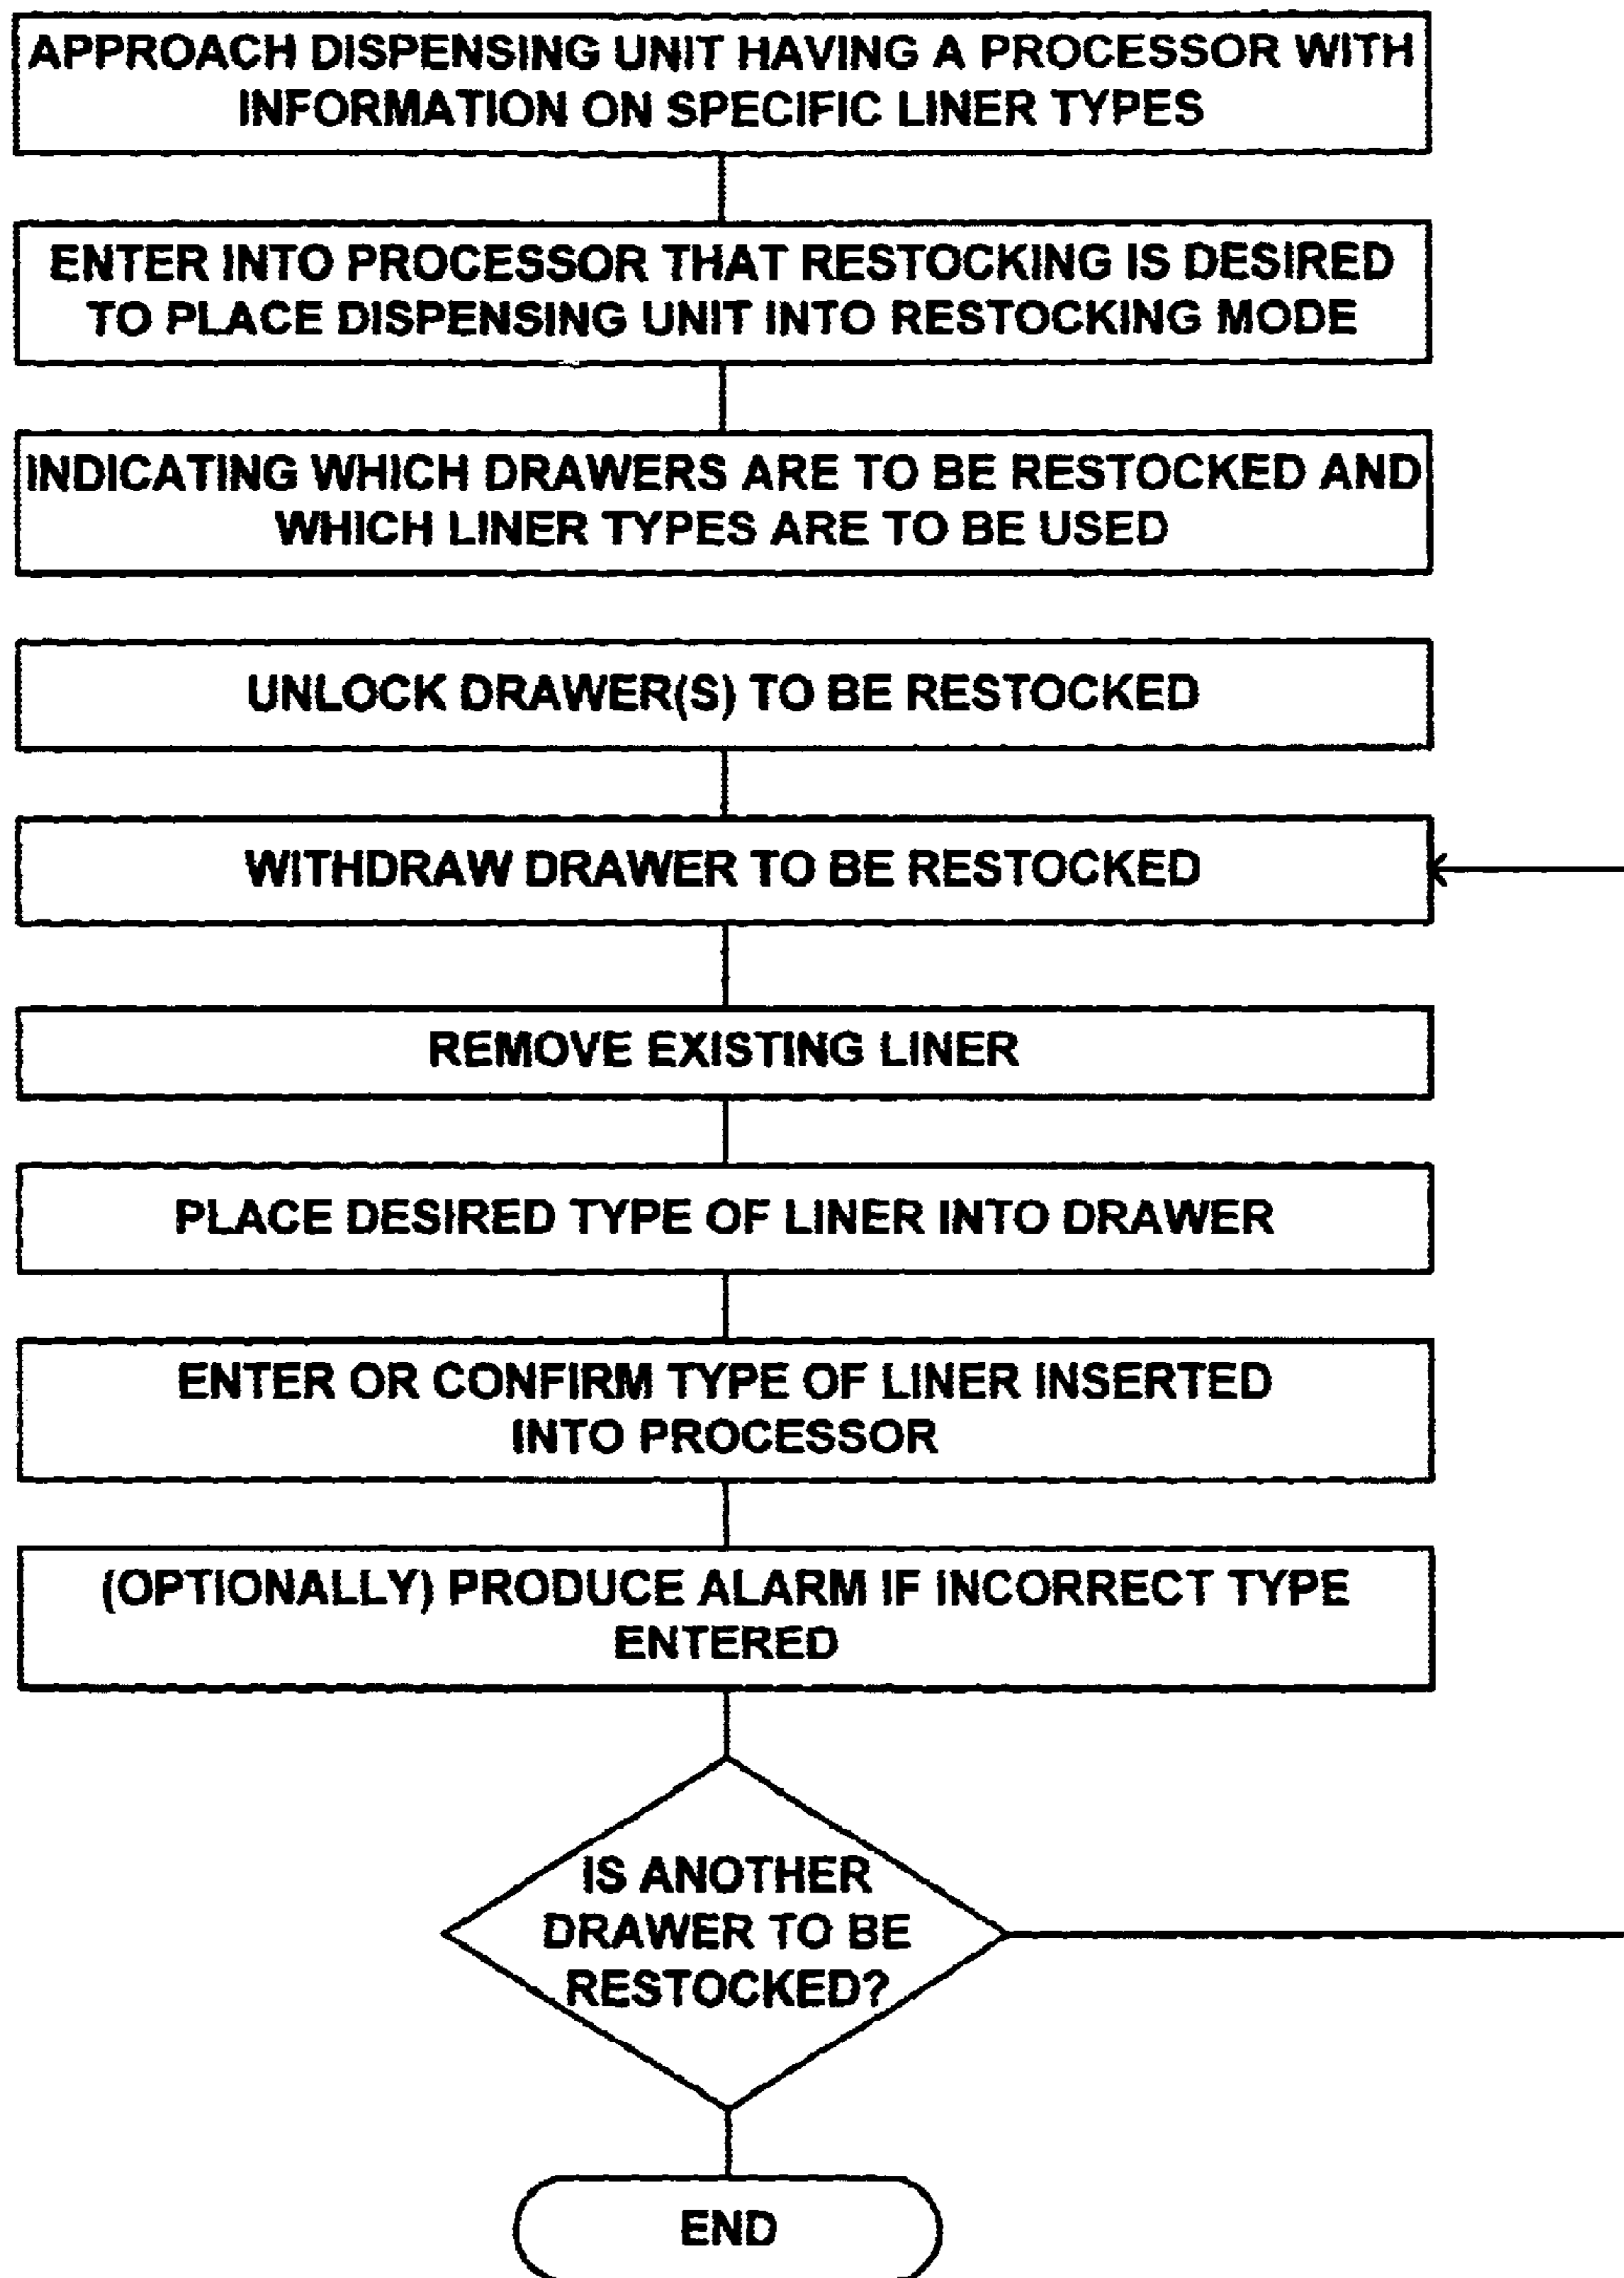 APPROACH DISPENSING UNIT HAVING A PROCESSOR WITH
INFORMATION ON SPECIFIC LINER TYPES
ENTER INTO PROCESSOR THAT RESTOCKING IS DESIRED
TO PLACE DISPENSING UNIT INTO RESTOCKING MODE
INDICATING WHICH DRAWERS ARE TO BE RESTOCKED AND
WHICH LINER TYPES ARE TO BE USED
UNLOCK DRAWER(S) TO BE RESTOCKED
WITHDRAW DRAWER TO BE RESTOCKED
REMOVE EXISTING LINER
PLACE DESIRED TYPE OF LINER INTO DRAWER
ENTER OR CONFIRM TYPE OF LINER INSERTED
INTO PROCESSOR
(OPTIONALLY) PRODUCE ALARM IF INCORRECT TYPE
ENTERED
IS ANOTHER
DRAWER TO BE
RESTOCKED?
END